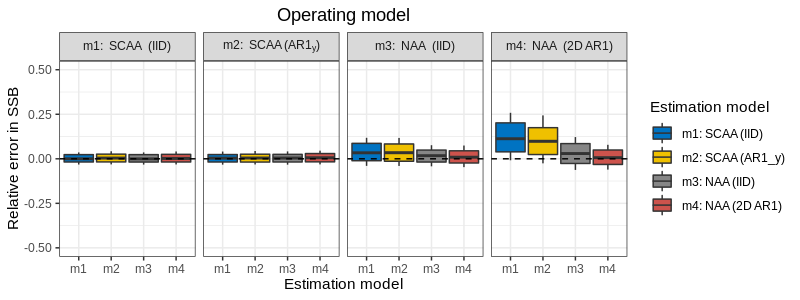 Operating model
m1: SCAA (IID) m2: SCAA (AR1y) m3: NAA (IID) m4: NAA (2D AR1)
Relative error in SSB
0.50
0.25
0.00
-0.25
-0.50
m1 m2 m3 m4 m1 m2 m3 m4 m1 m2 m3 m4 m1 m2 m3 m4
Estimation model
Estimation model
m1: SCAA (IID)
m2: SCAA (AR1_y)
m3: NAA (IID)
m4: NAA (2D AR1)